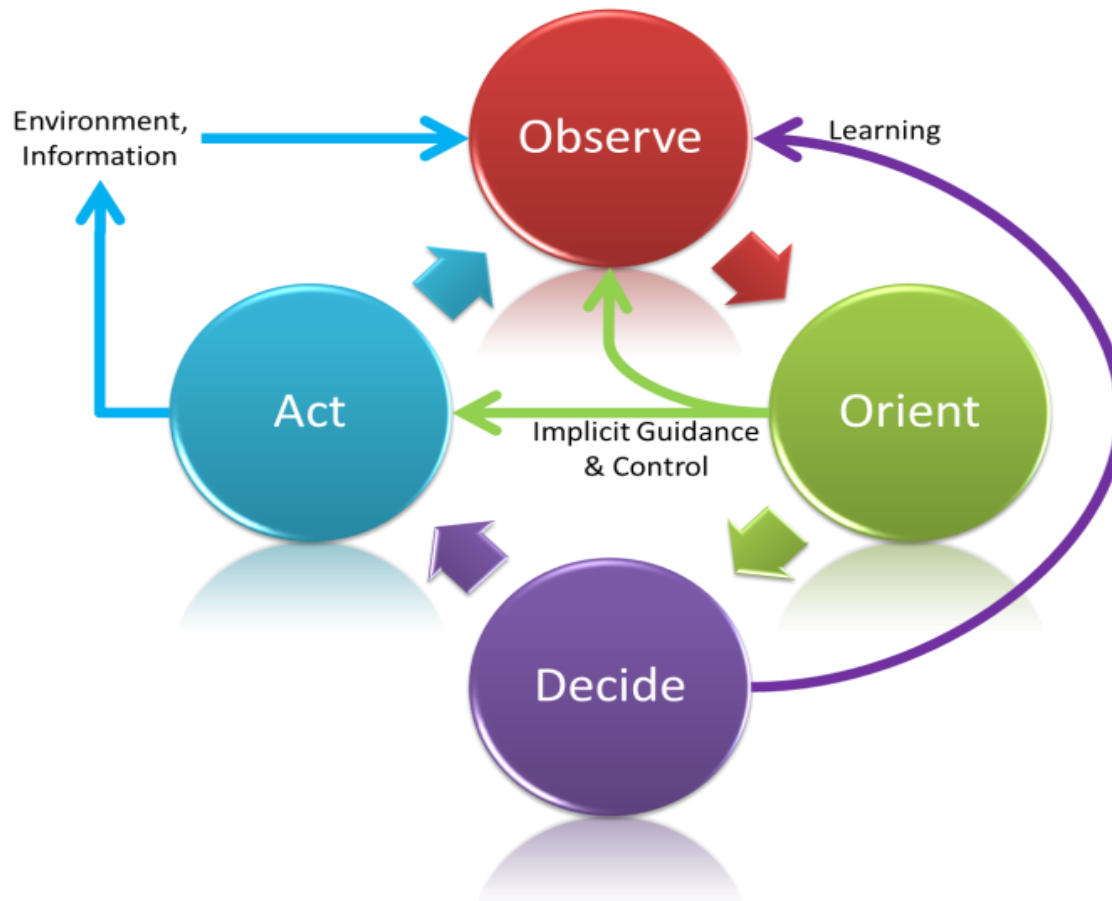 Observe
Environment,
Information
Learning
Act
Orient
Implicit Guidance
& Control
Decide